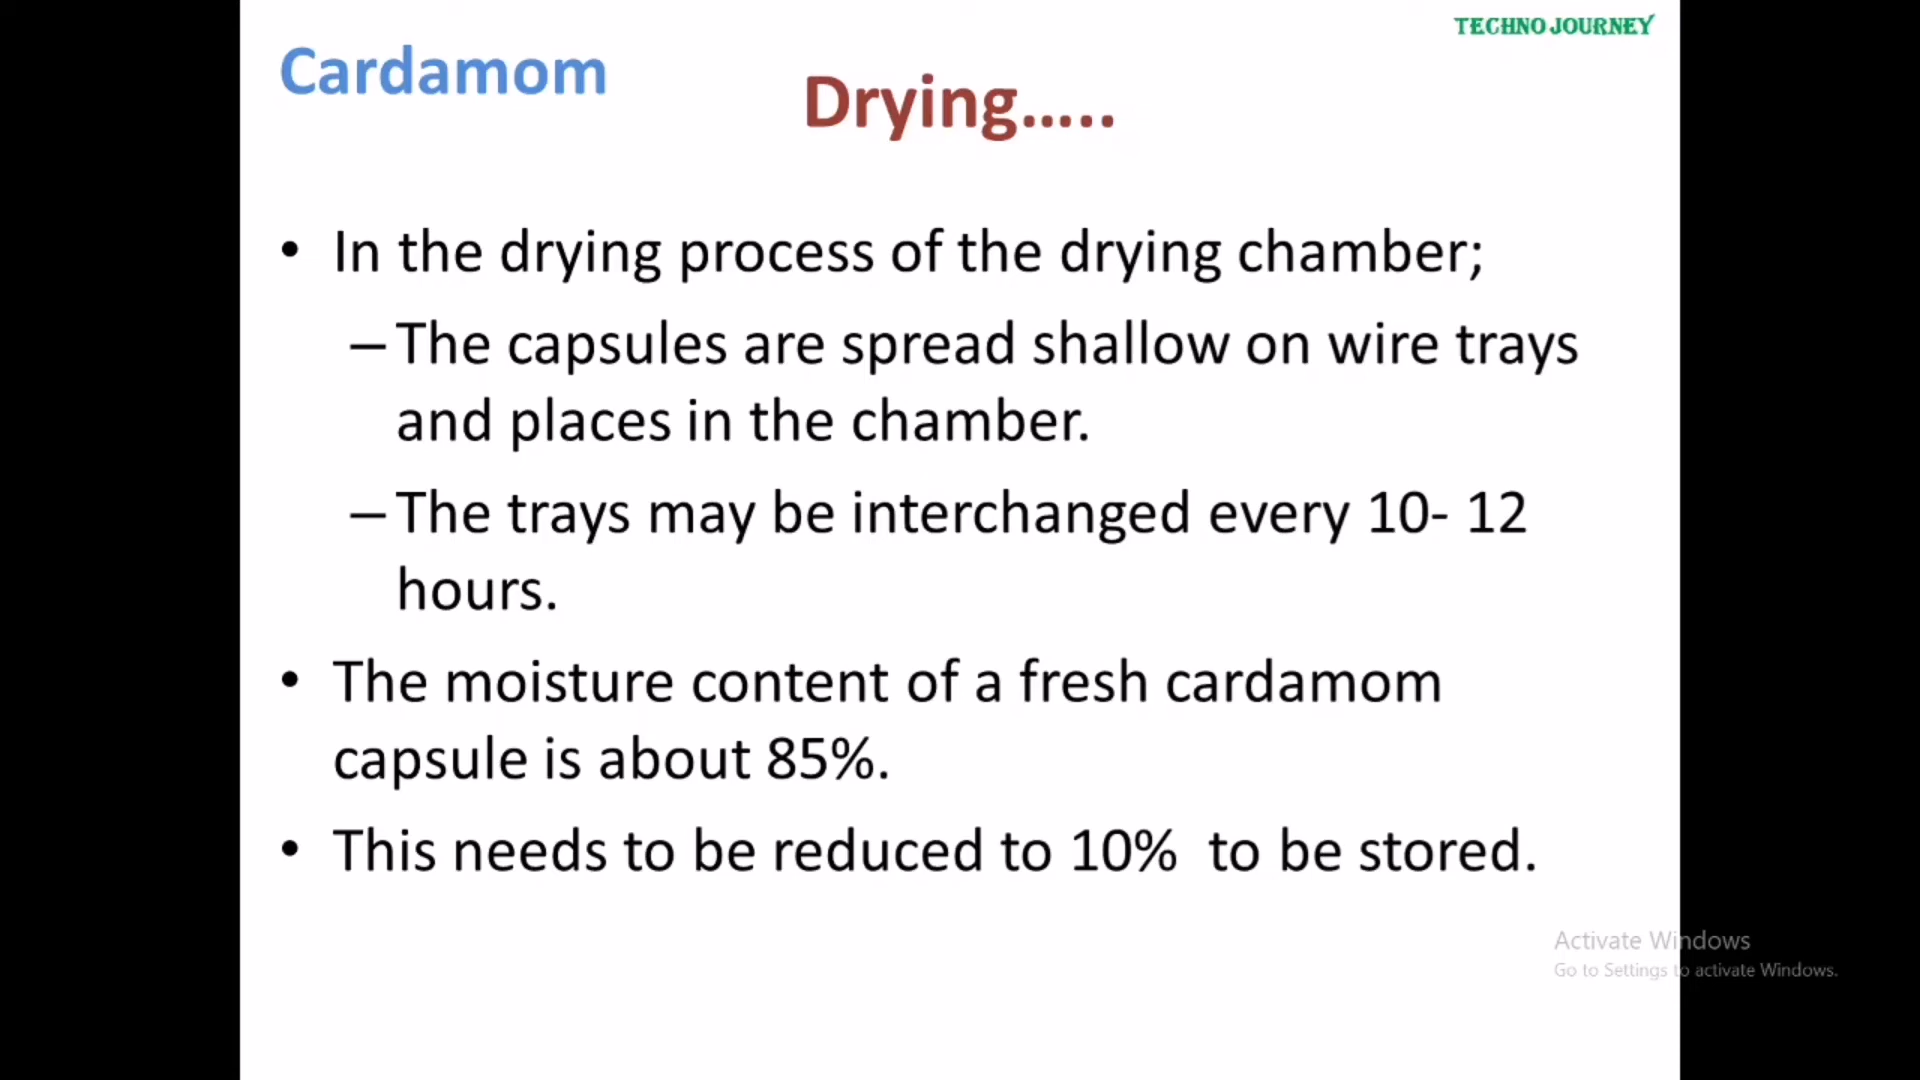 TECHNO JOURNEY
Cardamom
Drying.....
• In the drying process of the drying chamber;
– The capsules are spread shallow on wire trays
and places in the chamber.
– The trays may be interchanged every 10- 12
hours.
• The moisture content of a fresh cardamom
capsule is about 85%.
• This needs to be reduced to 10%  to be stored.
Activate Windows
Go to Settings to activate Windows.